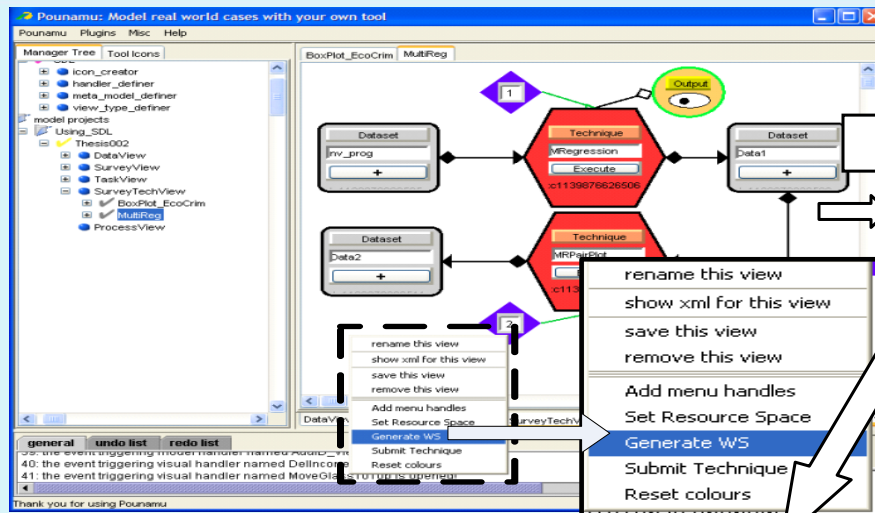 Pounamu: Model real world cases with your own tool
Pounamu Plugins Misc Help
Manager Tree Tool Icons
icon_creator
handler_definer
meta_model_definer
view_type_definer
model projects
Using_SDL
Thesis002
DataView
SurveyView
TaskView
SurveyTechView
BoxPlot_EcoCrim
MultiReg
ProcessView
BoxPlot_EcoCrim MultiReg
1
Output
Dataset
nv_prog
+
Technique
MRegression
Execute
:c1139876626506
Dataset
Data1
+
Dataset
Data2
+
Technique
MRPairPlot
:c113
2
rename this view
show xml for this view
save this view
remove this view
Add menu handles
Set Resource Space
Generate WS
Submit Technique
Reset colours
rename this view
show xml for this view
save this view
remove this view
Add menu handles
Set Resource Space
Generate WS
Submit Technique
Reset colours
general undo list redo list
40: the event triggering visual handler named
41: the event triggering visual handler named
Thank you for using Pounamu